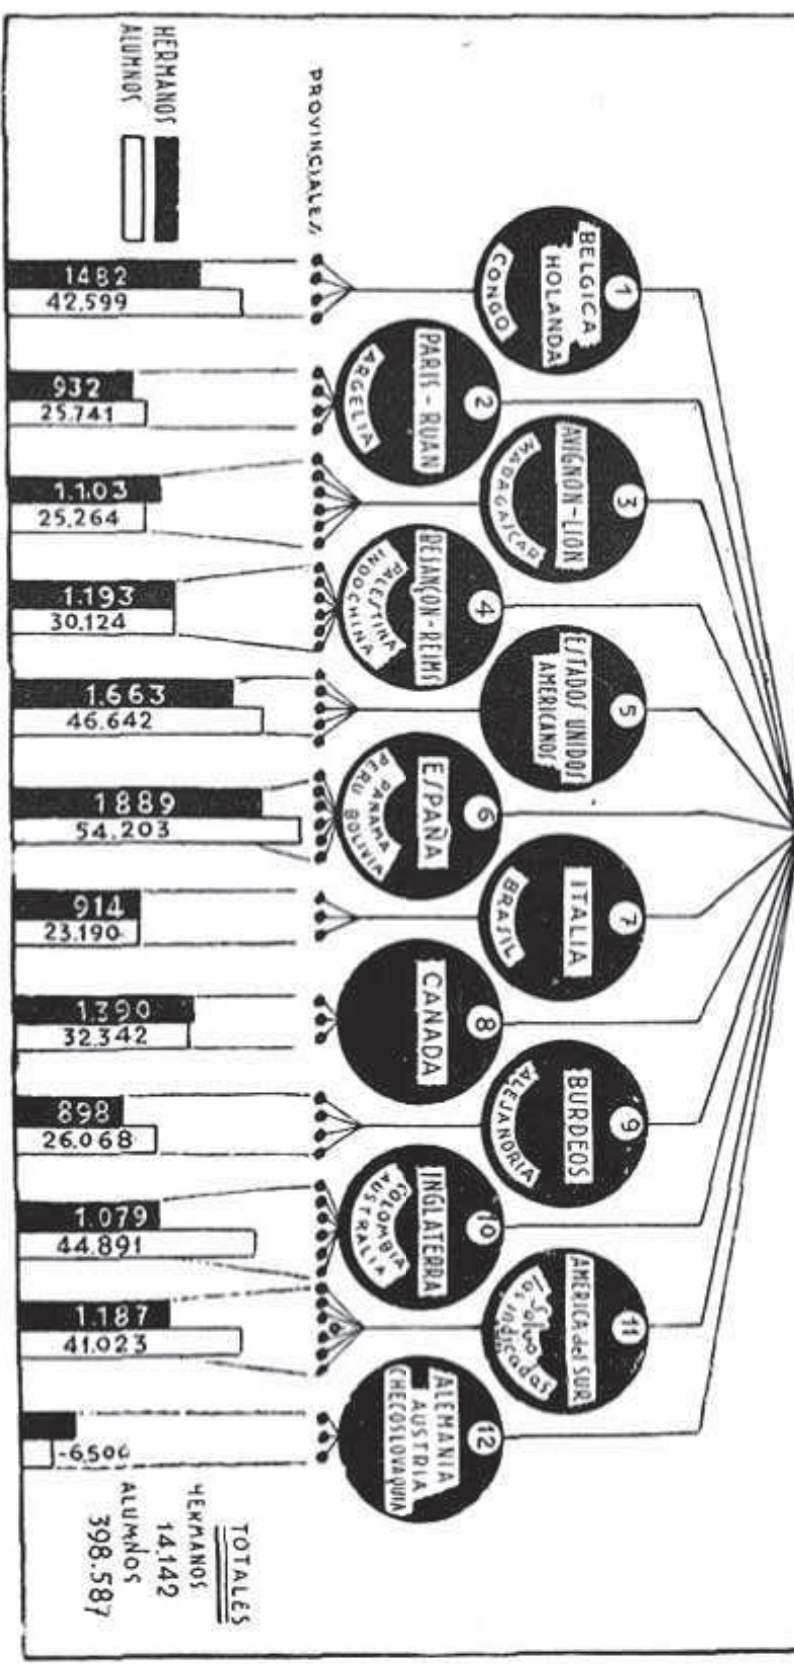 HERMANOS
ALUMNOS
PROVINCIALES
1
BELGICA
HOLANDA
CONGO
1482
42.599
2
PARIS-RUAN
ARGELIA
932
25.741
3
AVIGNON-LION
MADAGASCAR
1.103
25.264
4
BESANÇON-REIMS
PALESTINA
INDOCHINA
1.193
30.124
5
ESTADOS UNIDOS
AMERICANOS
1.663
46.642
6
ESPAÑA
PANAMA
PERU BOLIVIA
1889
54.203
7
ITALIA
BRASIL
914
23.190
8
CANADA
1.390
32.342
9
BURDEOS
ALEJANDRIA
898
26.068
10
INGLATERRA
COLOMBIA
AUSTRALIA
1.079
44.891
11
AMERICA del SUR
Salvo
las indicadas
1.187
41.023
12
ALEMANIA
AUSTRIA
CHECOSLOVAQUIA
6.500
TOTALES
HERMANOS
14.142
ALUMNOS
398.587